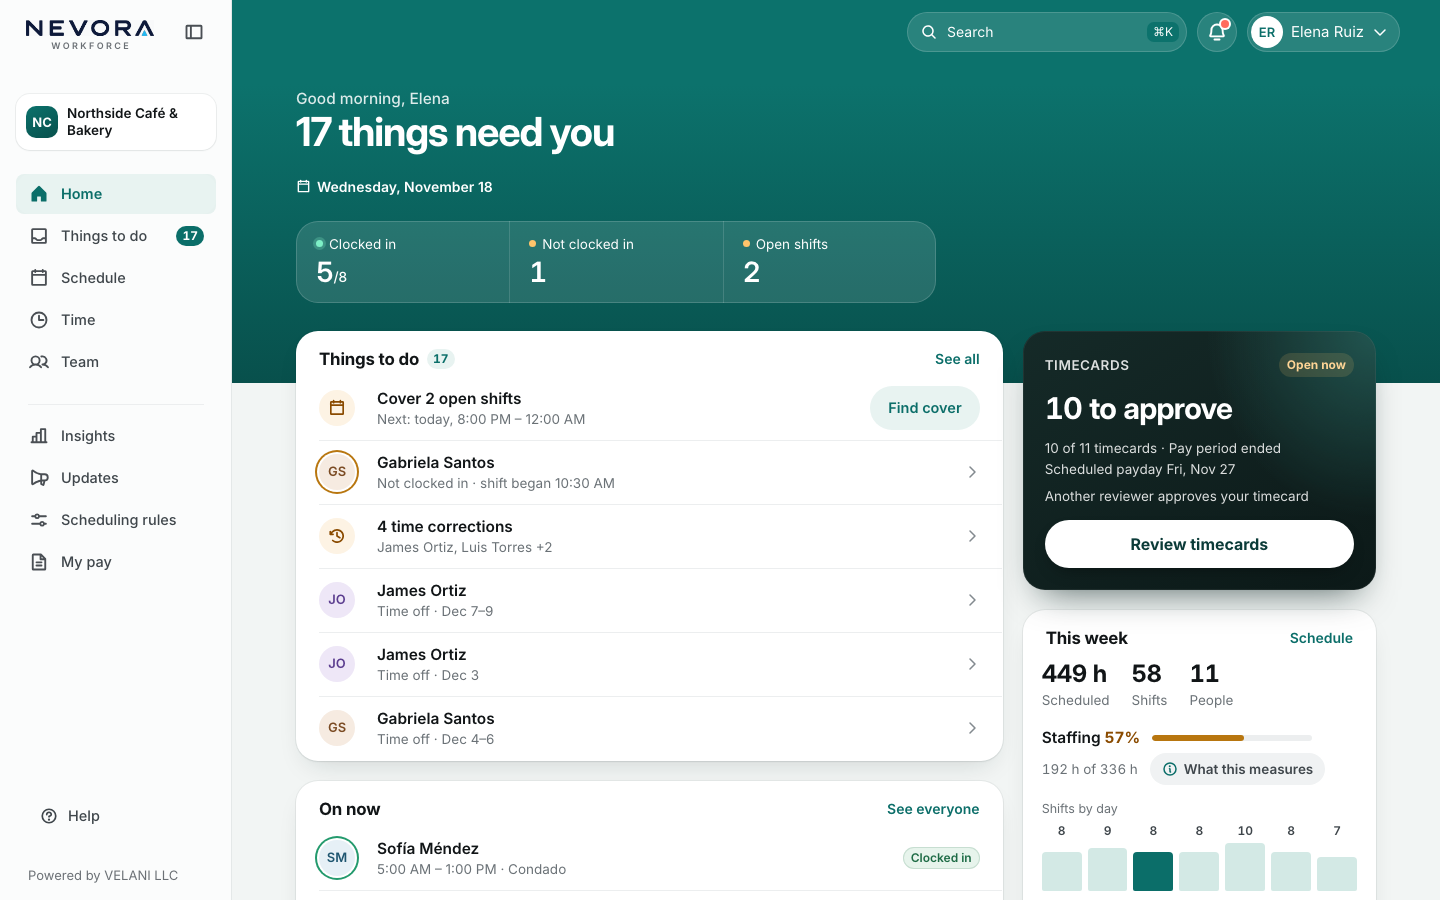 NEVORA
WORKFORCE
Search
⌘K
ER
Elena Ruiz
NC
Northside Café &
Bakery
Home
Things to do
17
Schedule
Time
Team
Insights
Updates
Scheduling rules
My pay
Help
Powered by VELANI LLC
Good morning, Elena
17 things need you
Wednesday, November 18
Clocked in
5/8
Not clocked in
1
Open shifts
2
Things to do
17
See all
Cover 2 open shifts
Next: today, 8:00 PM – 12:00 AM
Find cover
GS
Gabriela Santos
Not clocked in · shift began 10:30 AM
4 time corrections
James Ortiz, Luis Torres +2
JO
James Ortiz
Time off · Dec 7–9
JO
James Ortiz
Time off · Dec 3
GS
Gabriela Santos
Time off · Dec 4–6
On now
See everyone
SM
Sofía Méndez
5:00 AM – 1:00 PM · Condado
Clocked in
TIMECARDS
Open now
10 to approve
10 of 11 timecards · Pay period ended
Scheduled payday Fri, Nov 27
Another reviewer approves your timecard
Review timecards
This week
Schedule
449 h
58
11
Scheduled
Shifts
People
Staffing 57%
192 h of 336 h
What this measures
Shifts by day
8 9 8 8 10 8 7